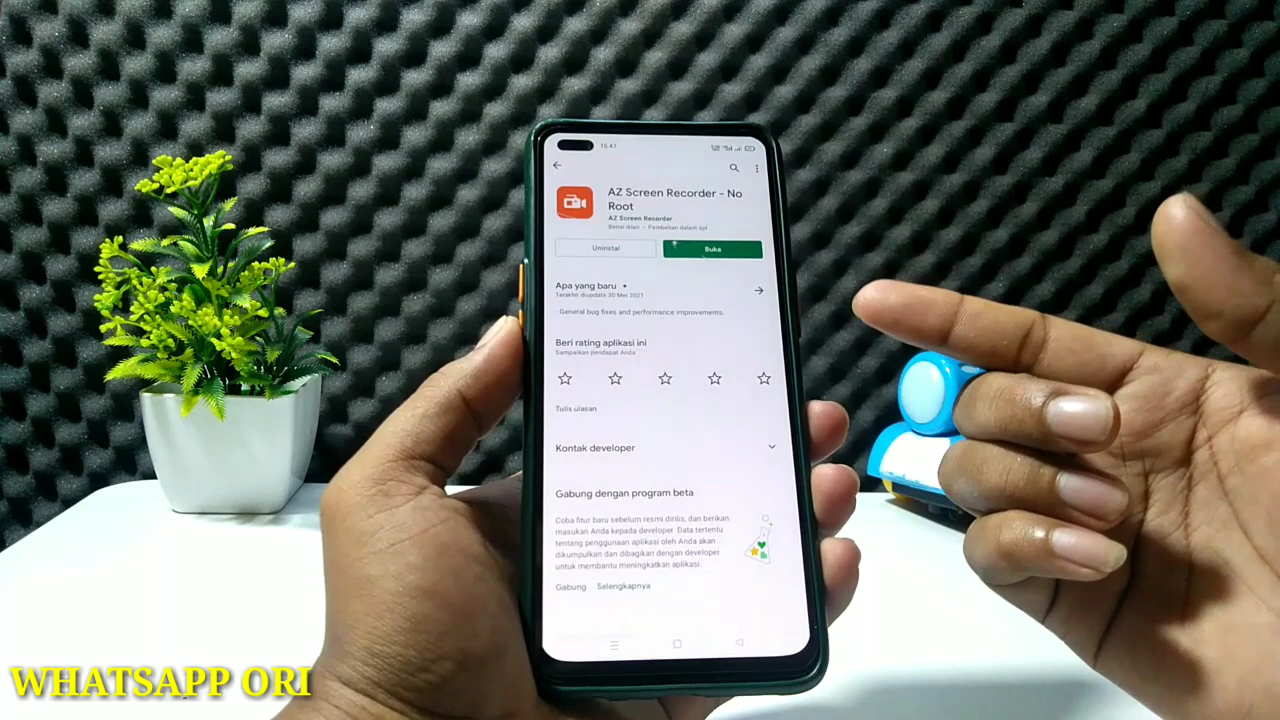 15.47
AZ Screen Recorder - No
Root
AZ Screen Recorder
Berisi iklan · Pembelian dalam apl
Uninstal
Buka
Apa yang baru •
Terakhir diupdate 30 Mei 2021
- General bug fixes and performance improvements.
Beri rating aplikasi ini
Sampaikan pendapat Anda
Tulis ulasan
Kontak developer
Gabung dengan program beta
Coba fitur baru sebelum resmi dirilis, dan berikan
masukan Anda kepada developer. Data tertentu
tentang penggunaan aplikasi oleh Anda akan
dikumpulkan dan dibagikan dengan developer
untuk membantu meningkatkan aplikasi.
Gabung Selengkapnya
WHATSAPP ORI